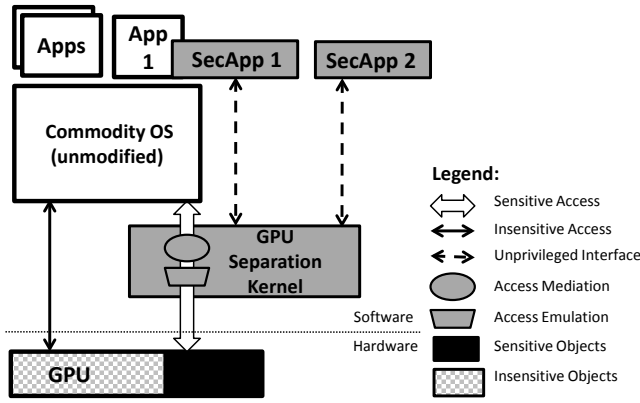 Apps
App
1
SecApp 1
SecApp 2
Commodity OS
(unmodified)
GPU
Separation
Kernel
Software
Hardware
GPU
Legend:
Sensitive Access
Insensitive Access
Unprivileged Interface
Access Mediation
Access Emulation
Sensitive Objects
Insensitive Objects